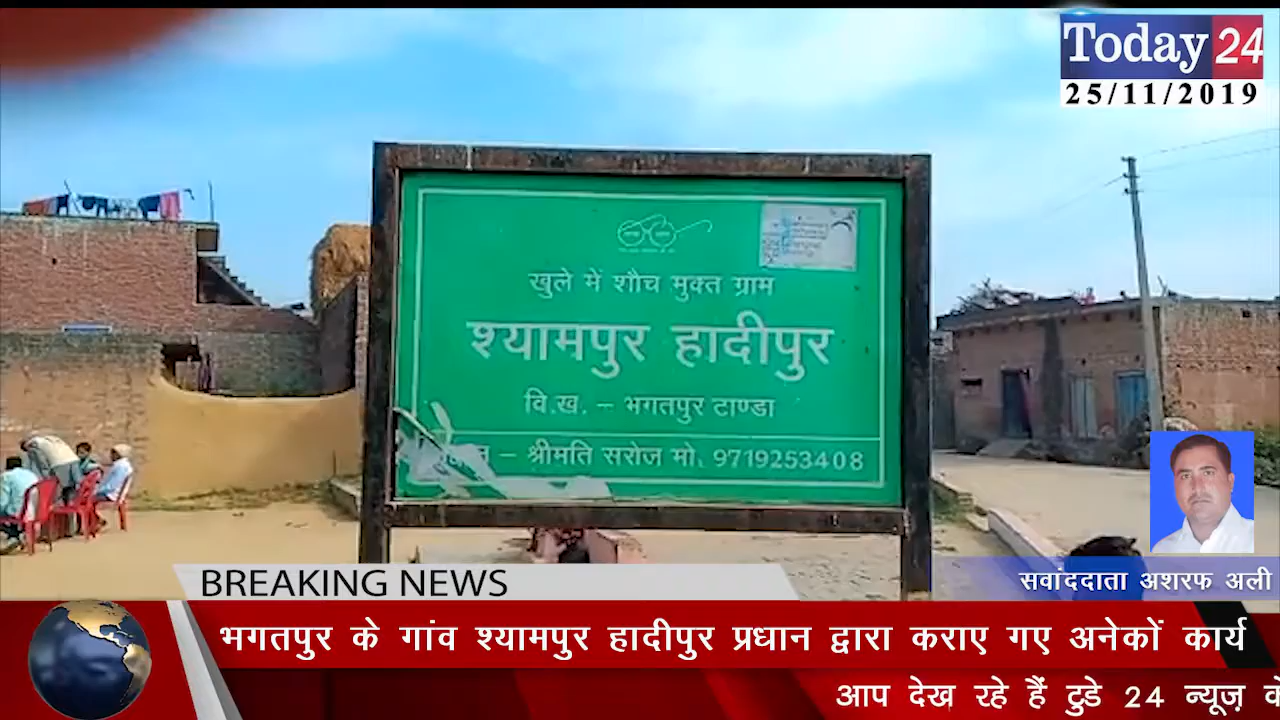 Today 24
25/11/2019
खुले में शौच मुक्त ग्राम
श्यामपुर हादीपुर
वि.ख. – भगतपुर टाण्डा
– श्रीमति सरोज मो. 9719253408
सवांददाता अशरफ अली
BREAKING NEWS
भगतपुर के गांव श्यामपुर हादीपुर प्रधान द्वारा कराए गए अनेकों कार्य
आप देख रहे हैं टुडे 24 न्यूज़